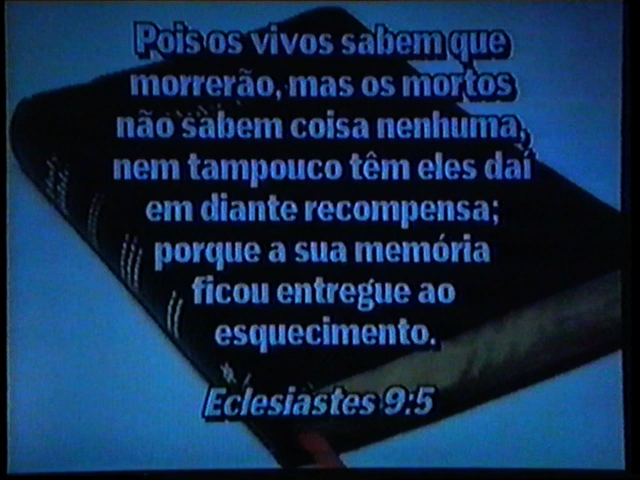 Pois os vivos sabem que
morrerão, mas os mortos
não sabem coisa nenhuma,
nem tampouco têm eles daí
em diante recompensa;
porque a sua memória
ficou entregue ao
esquecimento.
Eclesiastes 9:5